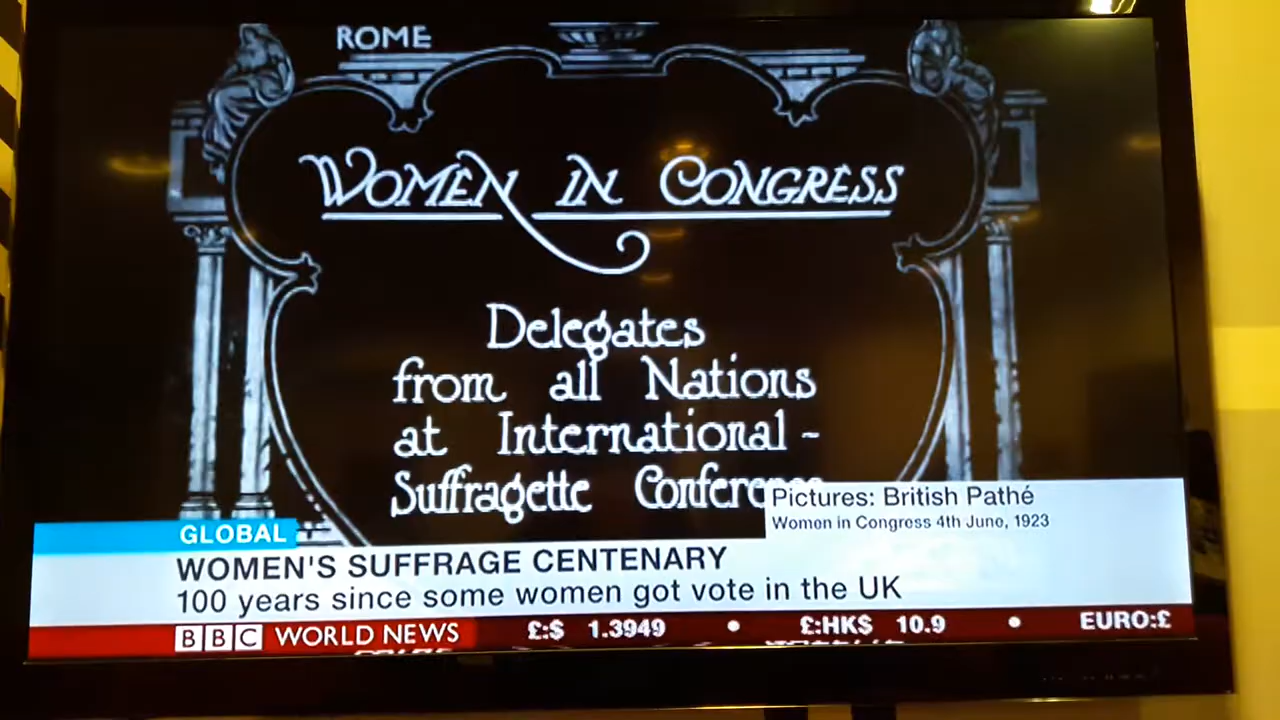 ROME
WOMEN IN CONGRESS
Delegates
from all Nations
at International-
Suffragette Conference
Pictures: British Pathé
Women in Congress 4th June, 1923
GLOBAL
WOMEN'S SUFFRAGE CENTENARY
100 years since some women got vote in the UK
BBC WORLD NEWS £:$ 1.3949 • £:HK$ 10.9 • EURO:£